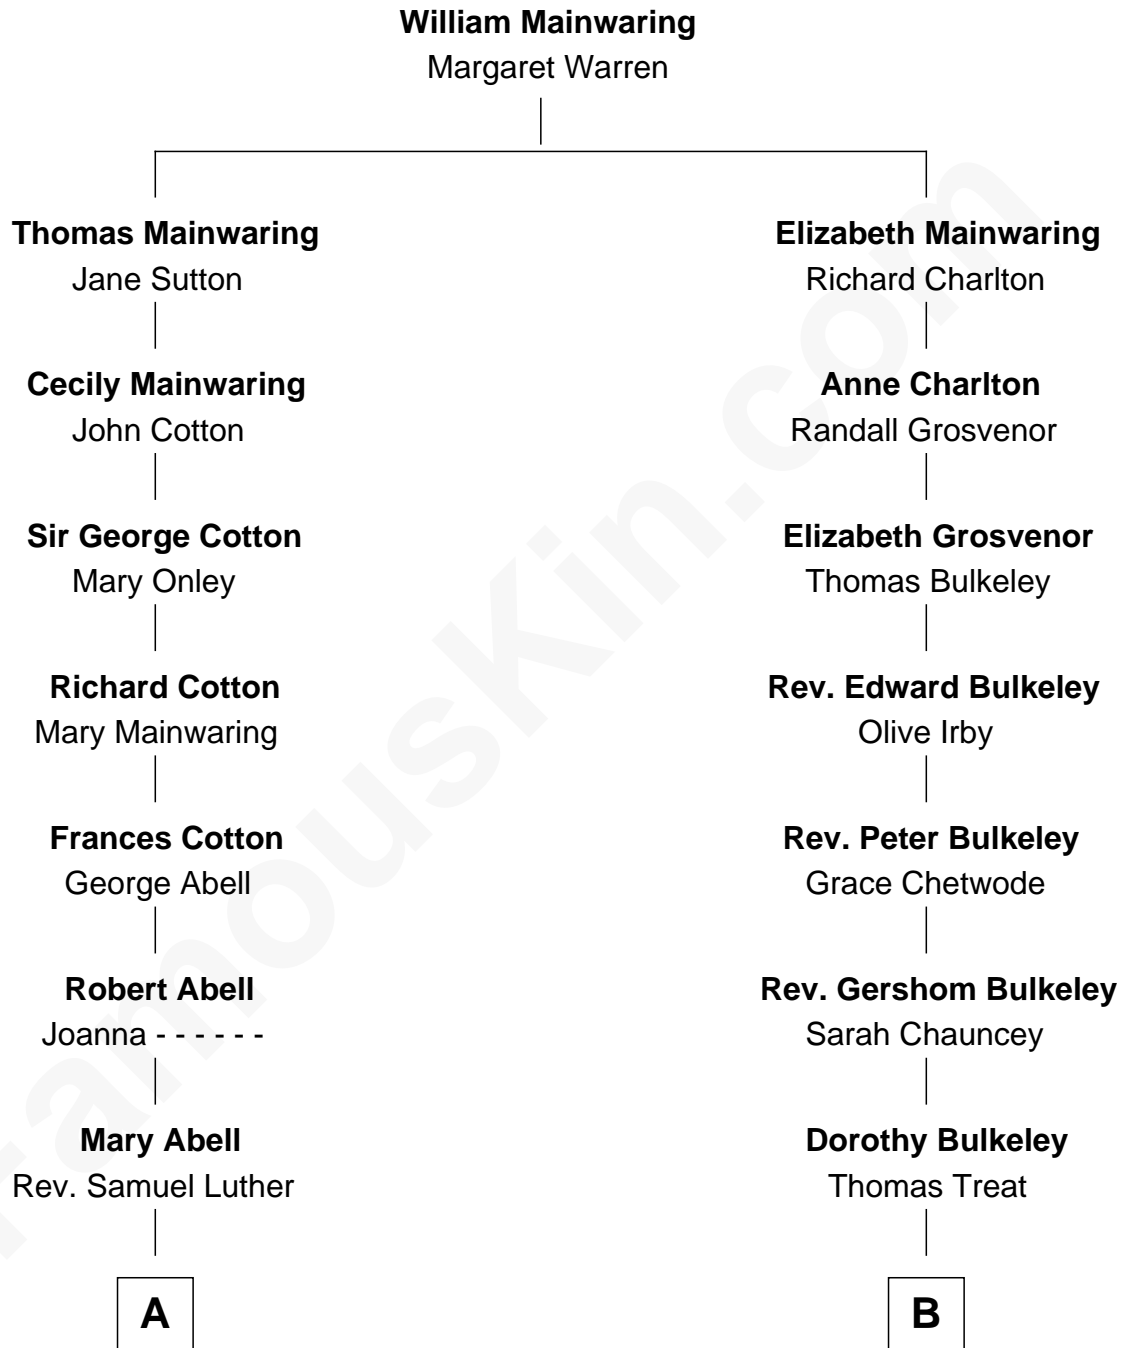 William Mainwaring
Margaret Warren
Thomas Mainwaring
Jane Sutton
Elizabeth Mainwaring
Richard Charlton
Cecily Mainwaring
John Cotton
Anne Charlton
Randall Grosvenor
Sir George Cotton
Mary Onley
Elizabeth Grosvenor
Thomas Bulkeley
Richard Cotton
Mary Mainwaring
Rev. Edward Bulkeley
Olive Irby
Frances Cotton
George Abell
Rev. Peter Bulkeley
Grace Chetwode
Robert Abell
Joanna - - - - - -
Rev. Gershom Bulkeley
Sarah Chauncey
Mary Abell
Rev. Samuel Luther
Dorothy Bulkeley
Thomas Treat
A
B
FamousKin.com